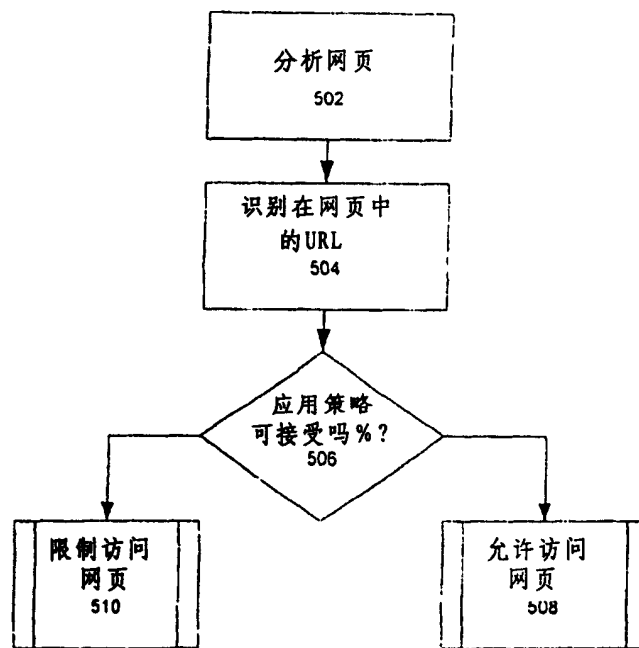 分析网页
502
识别在网页中
的URL
504
应用策略
可接受吗%?
506
限制访问
网页
510
允许访问
网页
508